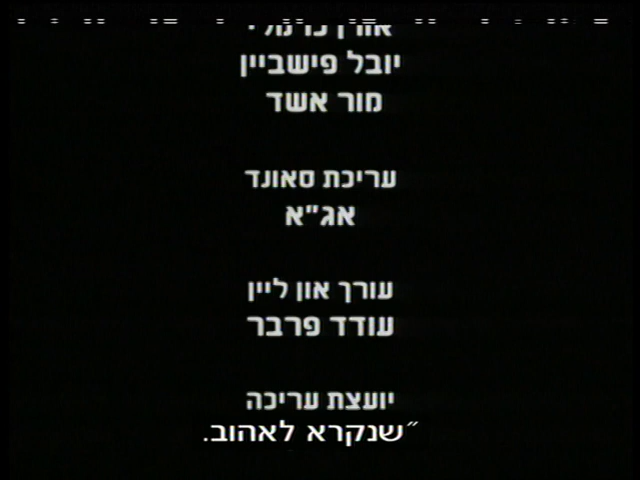 יובל פישביין
מור אשד
עריכת סאונד
אג"א
עורך און ליין
עודד פרבר
יועצת עריכה
״שנקרא לאהוב.